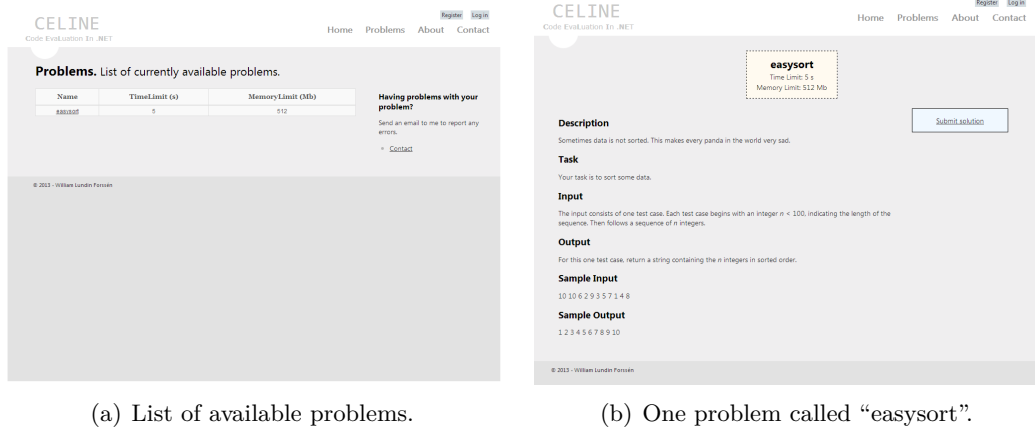 Register Log in
CELINE
Code EvaLuation In .NET
Home Problems About Contact
Problems. List of currently available problems.
Name TimeLimit (s) MemoryLimit (Mb)
easysort 5 512
Having problems with your
problem?
Send an email to me to report any
errors.
Contact
© 2013 - William Lundin Forssén
(a) List of available problems.
Register Log in
CELINE
Code EvaLuation In .NET
Home Problems About Contact
easysort
Time Limit: 5 s
Memory Limit: 512 Mb
Submit solution
Description
Sometimes data is not sorted. This makes every panda in the world very sad.
Task
Your task is to sort some data.
Input
The input consists of one test case. Each test case begins with an integer n < 100, indicating the length of the
sequence. Then follows a sequence of n integers.
Output
For this one test case, return a string containing the n integers in sorted order.
Sample Input
10 10 6 2 9 3 5 7 1 4 8
Sample Output
1 2 3 4 5 6 7 8 9 10
© 2013 - William Lundin Forssén
(b) One problem called “easysort”.